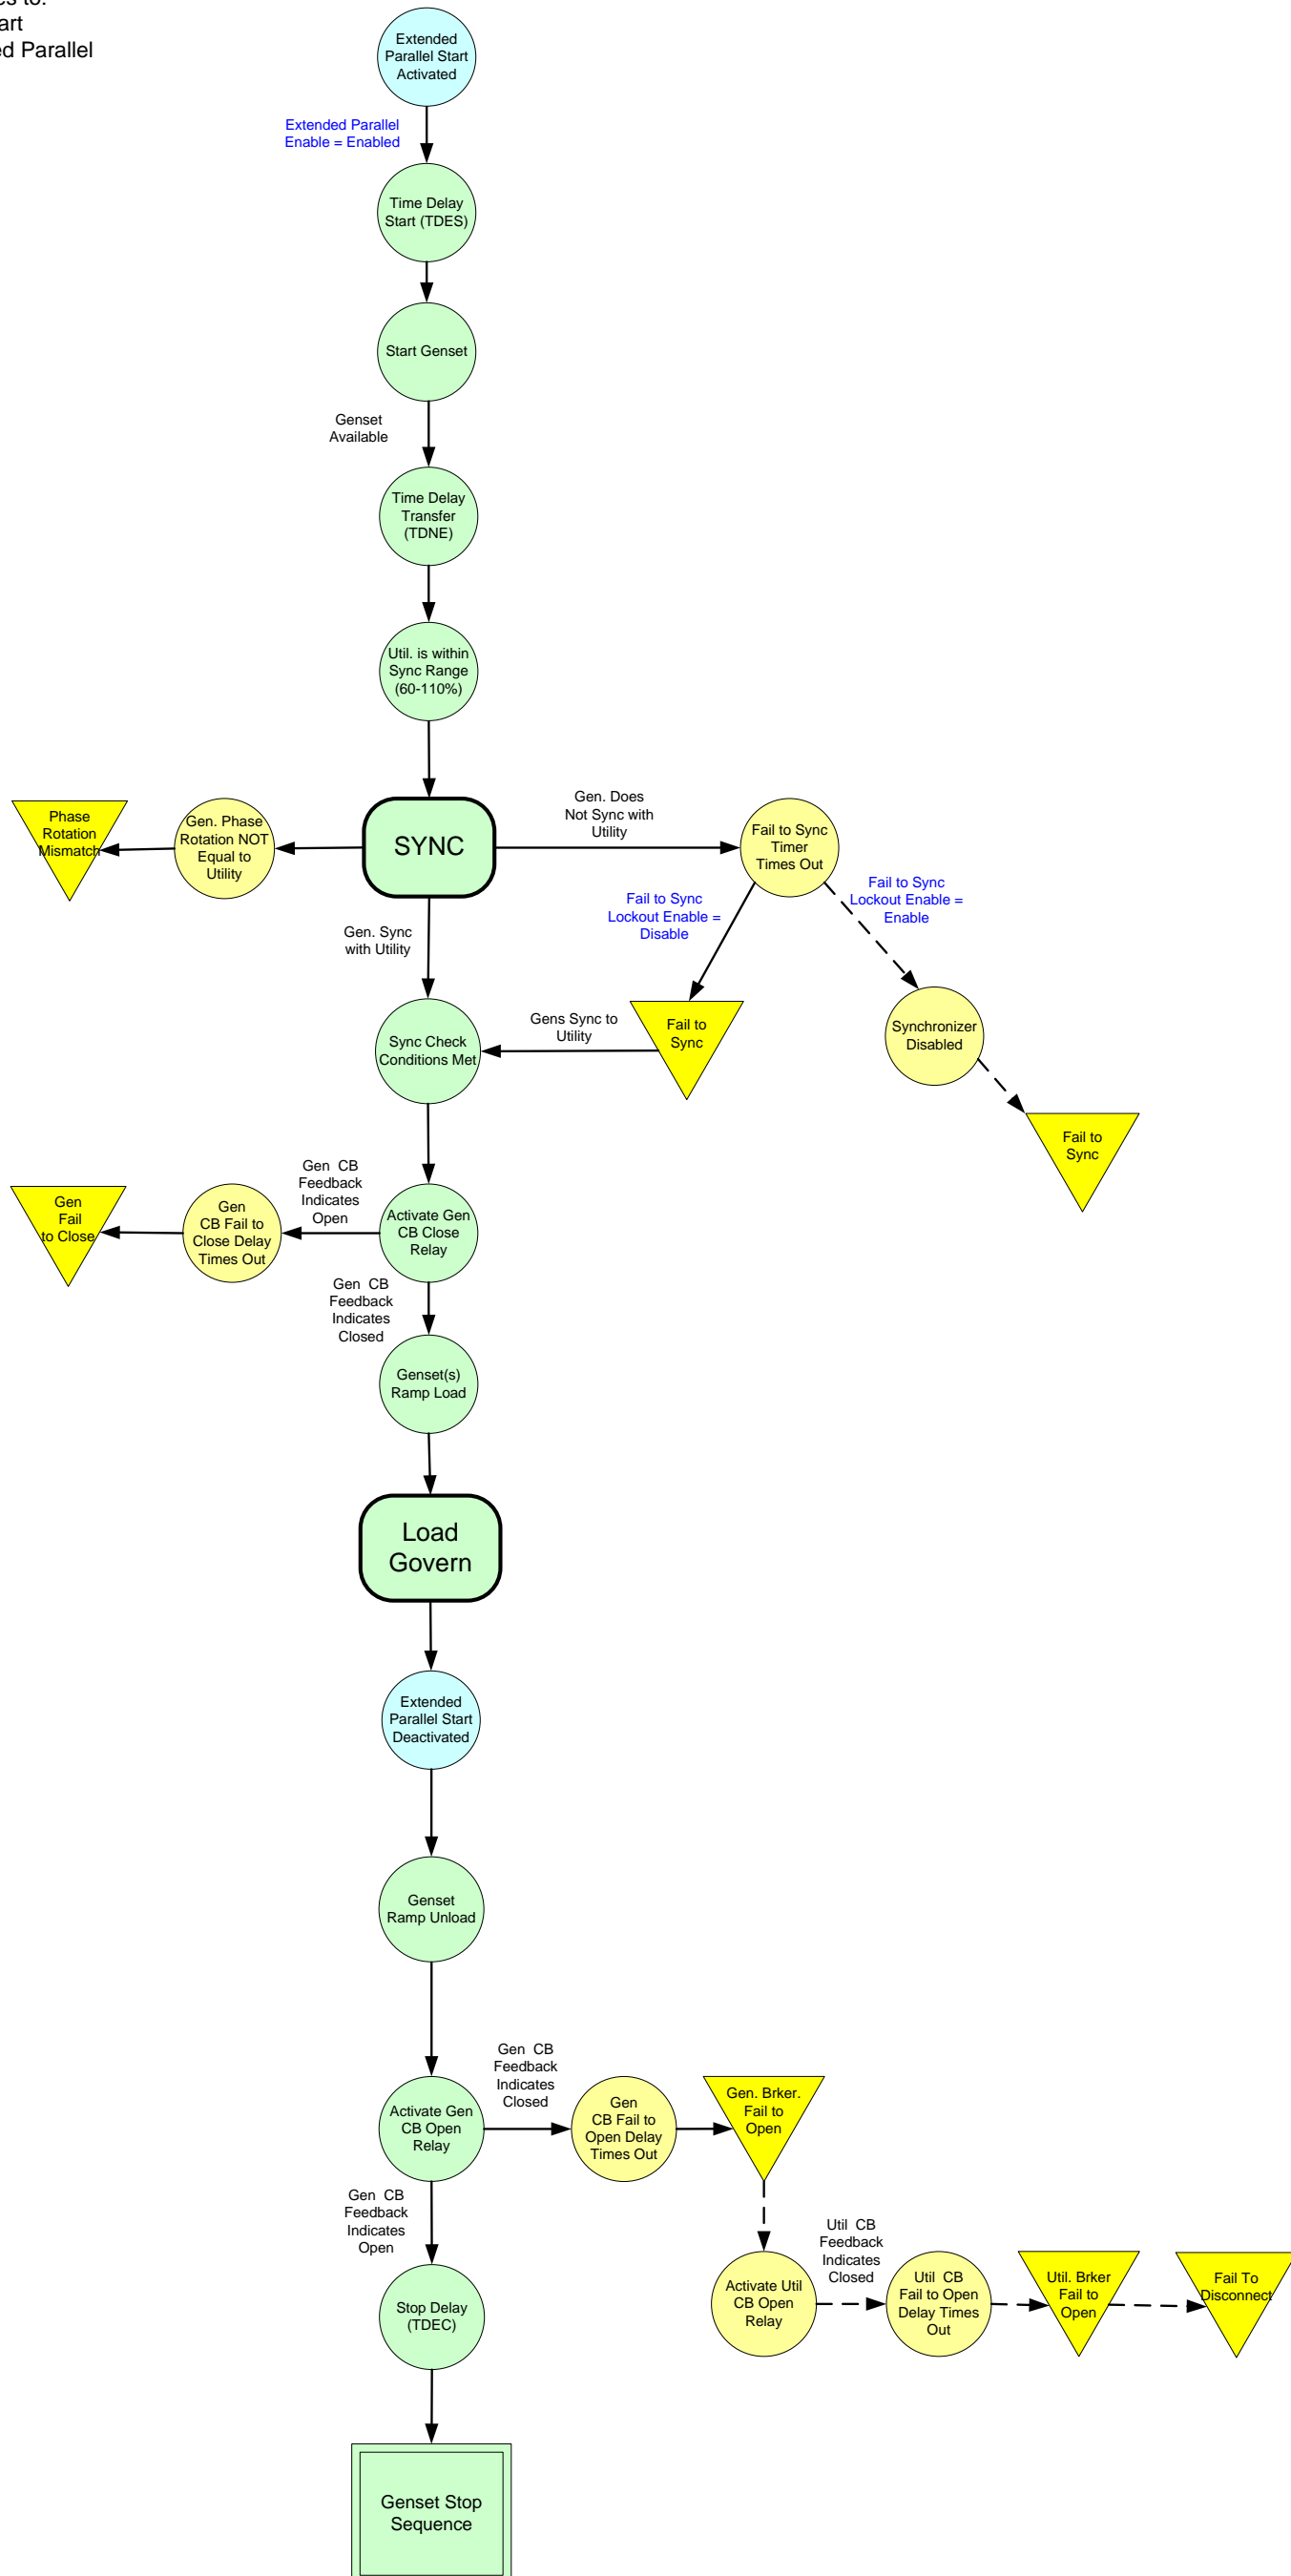 art
ed Parallel
Extended
Parallel Start
Activated
Extended Parallel
Enable = Enabled
Time Delay
Start (TDES)
Start Genset
Genset
Available
Time Delay
Transfer
(TDNE)
Util. is within
Sync Range
(60-110%)
Phase
Rotation
Mismatch
Gen. Phase
Rotation NOT
Equal to
Utility
SYNC
Gen. Does
Not Sync with
Utility
Fail to Sync
Timer
Times Out
Fail to Sync
Lockout Enable =
Disable
Fail to Sync
Lockout Enable =
Enable
Gen. Sync
with Utility
Sync Check
Conditions Met
Gens Sync to
Utility
Fail to
Sync
Synchronizer
Disabled
Fail to
Sync
Gen
Fail
to Close
Gen
CB Fail to
Close Delay
Times Out
Gen CB
Feedback
Indicates
Open
Activate Gen
CB Close
Relay
Gen CB
Feedback
Indicates
Closed
Genset(s)
Ramp Load
Load
Govern
Extended
Parallel Start
Deactivated
Genset
Ramp Unload
Activate Gen
CB Open
Relay
Gen CB
Feedback
Indicates
Closed
Gen
CB Fail to
Open Delay
Times Out
Gen. Brker.
Fail to
Open
Gen CB
Feedback
Indicates
Open
Stop Delay
(TDEC)
Activate Util
CB Open
Relay
Util CB
Feedback
Indicates
Closed
Util CB
Fail to Open
Delay Times
Out
Util. Brker
Fail to
Open
Fail To
Disconnect
Genset Stop
Sequence